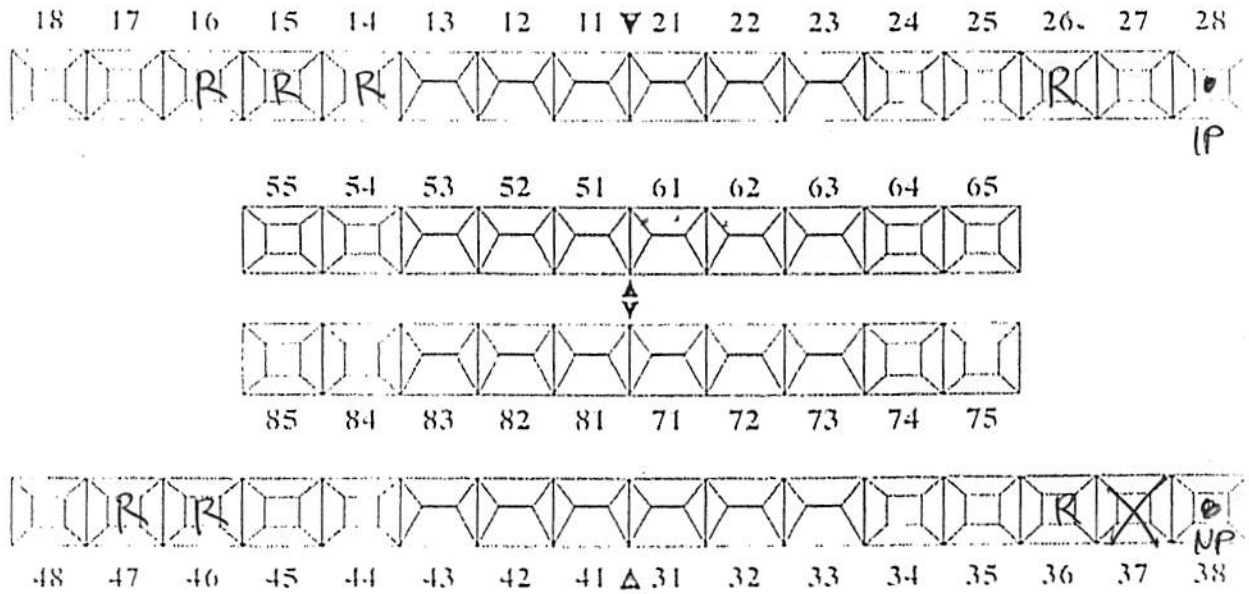 18 17 16 15 14 13 12 11 21 22 23 24 25 26. 27 28
R R R R
IP
55 54 53 52 51 61 62 63 64 65
85 84 83 82 81 71 72 73 74 75
R R R X
NP
48 47 46 45 44 43 42 41 31 32 33 34 35 36 37 38